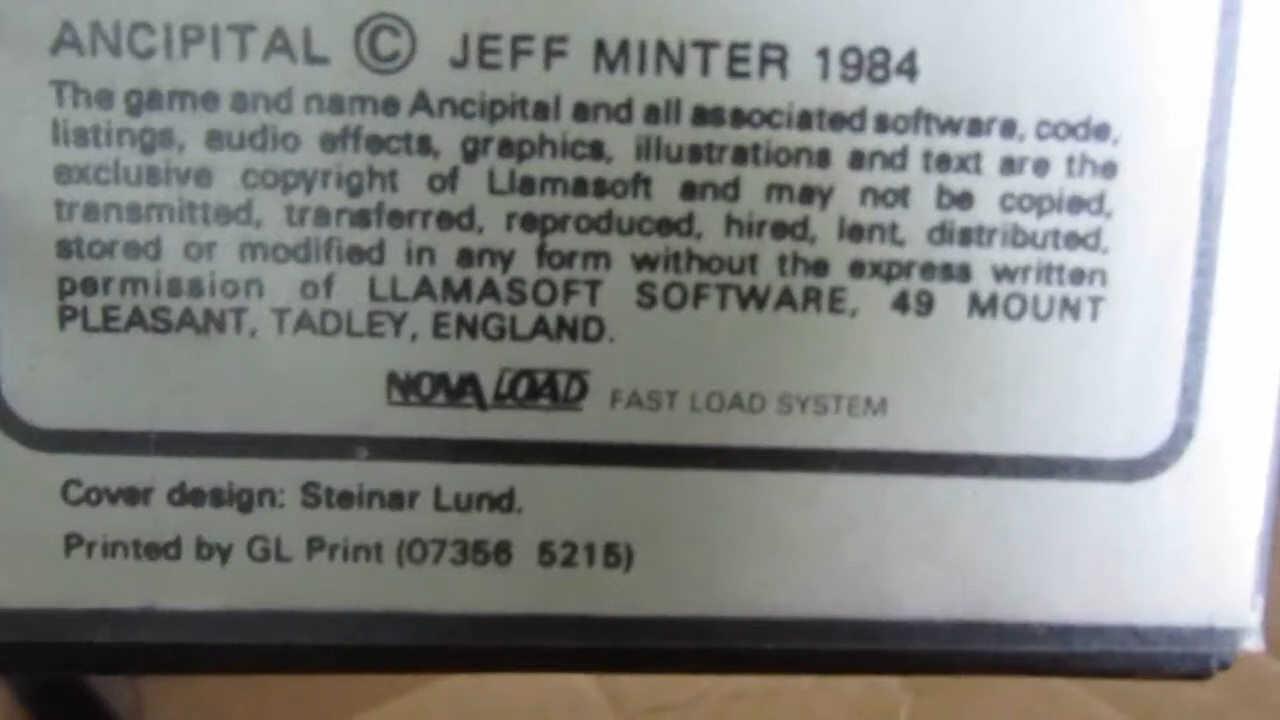 ANCIPITAL © JEFF MINTER 1984
The game and name Ancipital and all associated software, code,
listings, audio effects, graphics, illustrations and text are the
exclusive copyright of Llamasoft and may not be copied,
transmitted, transferred, reproduced, hired, lent, distributed,
stored or modified in any form without the express written
permission of LLAMASOFT SOFTWARE, 49 MOUNT
PLEASANT, TADLEY, ENGLAND.
NOVA LOAD FAST LOAD SYSTEM
Cover design: Steinar Lund.
Printed by GL Print (07356 5215)